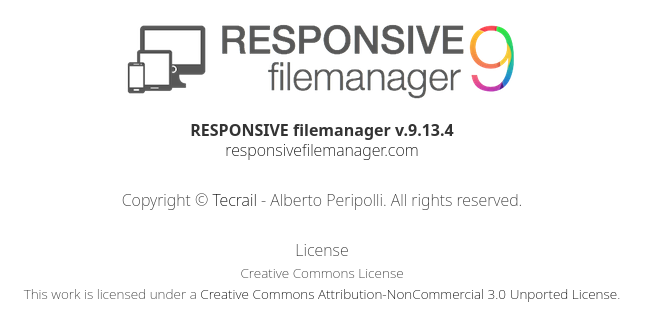 RESPONSIVE 9
filemanager
RESPONSIVE filemanager v.9.13.4
responsivefilemanager.com
Copyright © Tecrail - Alberto Peripolli. All rights reserved.
License
Creative Commons License
This work is licensed under a Creative Commons Attribution-NonCommercial 3.0 Unported License.